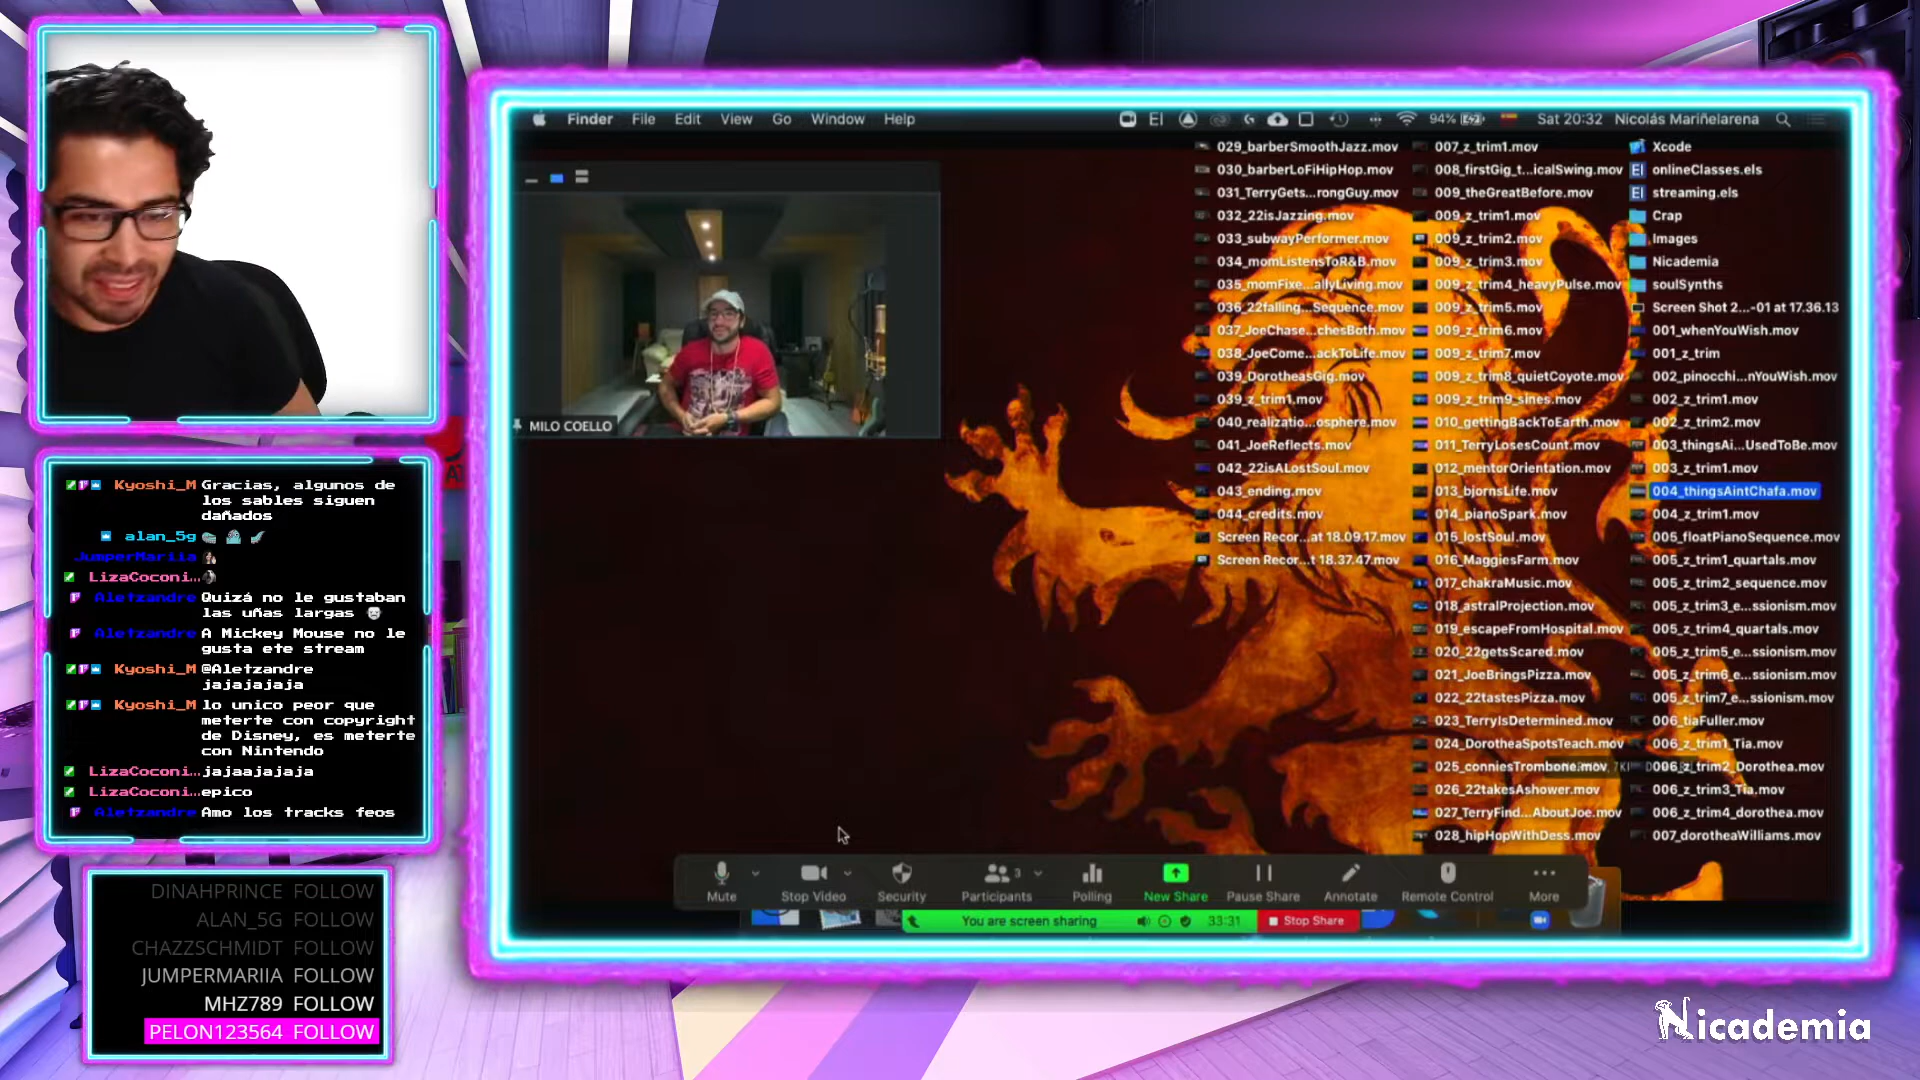 Finder File Edit View Go Window Help
94% Sat 20:32 Nicolás Mariñelarena
MILO COELLO
029_barberSmoothJazz.mov
030_barberLoFiHipHop.mov
031_TerryGets...rongGuy.mov
032_22isJazzing.mov
033_subwayPerformer.mov
034_momListensToR&B.mov
035_momFixe...allyLiving.mov
036_22falling...Sequence.mov
037_JoeChase...chesBoth.mov
038_JoeCome...ackToLife.mov
039_DorotheasGig.mov
039_z_trim1.mov
040_realizatio...osphere.mov
041_JoeReflects.mov
042_22isALostSoul.mov
043_ending.mov
044_credits.mov
Screen Recor...at 18.09.17.mov
Screen Recor...t 18.37.47.mov
007_z_trim1.mov
008_firstGig_t...icalSwing.mov
009_theGreatBefore.mov
009_z_trim1.mov
009_z_trim2.mov
009_z_trim3.mov
009_z_trim4_heavyPulse.mov
009_z_trim5.mov
009_z_trim6.mov
009_z_trim7.mov
009_z_trim8_quietCoyote.mov
009_z_trim9_sines.mov
010_gettingBackToEarth.mov
011_TerryLosesCount.mov
012_mentorOrientation.mov
013_bjornsLife.mov
014_pianoSpark.mov
015_lostSoul.mov
016_MaggiesFarm.mov
017_chakraMusic.mov
018_astralProjection.mov
019_escapeFromHospital.mov
020_22getsScared.mov
021_JoeBringsPizza.mov
022_22tastesPizza.mov
023_TerryIsDetermined.mov
024_DorotheaSpotsTeach.mov
025_conniesTrombone.mov
026_22takesAshower.mov
027_TerryFind...AboutJoe.mov
028_hipHopWithDess.mov
Xcode
onlineClasses.els
streaming.els
Crap
Images
Nicademia
soulSynths
Screen Shot 2...-01 at 17.36.13
001_whenYouWish.mov
001_z_trim
002_pinocchi...nYouWish.mov
002_z_trim1.mov
002_z_trim2.mov
003_thingsAi...UsedToBe.mov
003_z_trim1.mov
004_thingsAintChafa.mov
004_z_trim1.mov
005_floatPianoSequence.mov
005_z_trim1_quartals.mov
005_z_trim2_sequence.mov
005_z_trim3_e...ssionism.mov
005_z_trim4_quartals.mov
005_z_trim5_e...ssionism.mov
005_z_trim6_e...ssionism.mov
005_z_trim7_e...ssionism.mov
006_tiaFuller.mov
006_z_trim1_Tia.mov
006_z_trim2_Dorothea.mov
006_z_trim3_Tia.mov
006_z_trim4_dorothea.mov
007_dorotheaWilliams.mov
Mute Stop Video Security Participants 3 Polling New Share Pause Share Annotate Remote Control More
You are screen sharing 33:31 Stop Share
Kyoshi_M Gracias, algunos de
los sables siguen
dañados
alan_5g
JumperMariia
LizaCoconi...
Aletzandre Quizá no le gustaban
las uñas largas
Aletzandre A Mickey Mouse no le
gusta ete stream
Kyoshi_M @Aletzandre
jajajajaja
Kyoshi_M lo unico peor que
meterte con copyright
de Disney, es meterte
con Nintendo
LizaCoconi... jajaajajaja
LizaCoconi... epico
Aletzandre Amo los tracks feos
DINAHPRINCE FOLLOW
ALAN_5G FOLLOW
CHAZZSCHMIDT FOLLOW
JUMPERMARIIA FOLLOW
MHZ789 FOLLOW
PELON123564 FOLLOW
Nicademia